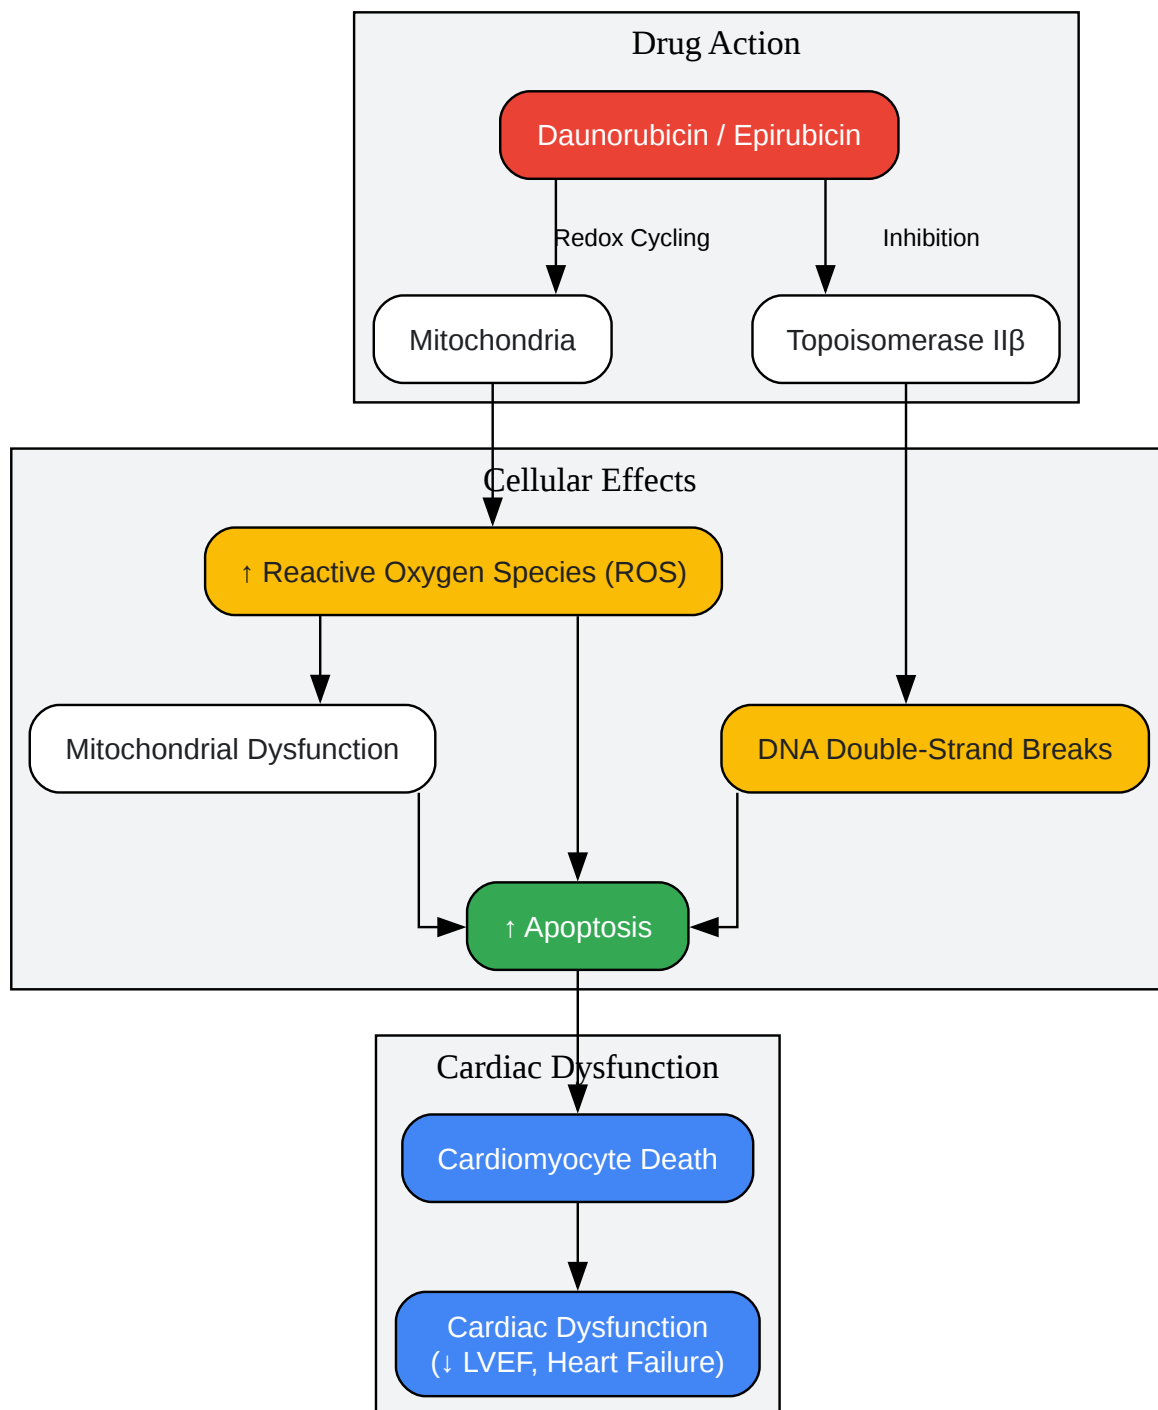 Drug Action
Daunorubicin / Epirubicin
Redox Cycling
Inhibition
Mitochondria
Topoisomerase IIβ
Cellular Effects
↑ Reactive Oxygen Species (ROS)
Mitochondrial Dysfunction
DNA Double-Strand Breaks
↑ Apoptosis
Cardiac Dysfunction
Cardiomyocyte Death
Cardiac Dysfunction
(↓ LVEF, Heart Failure)